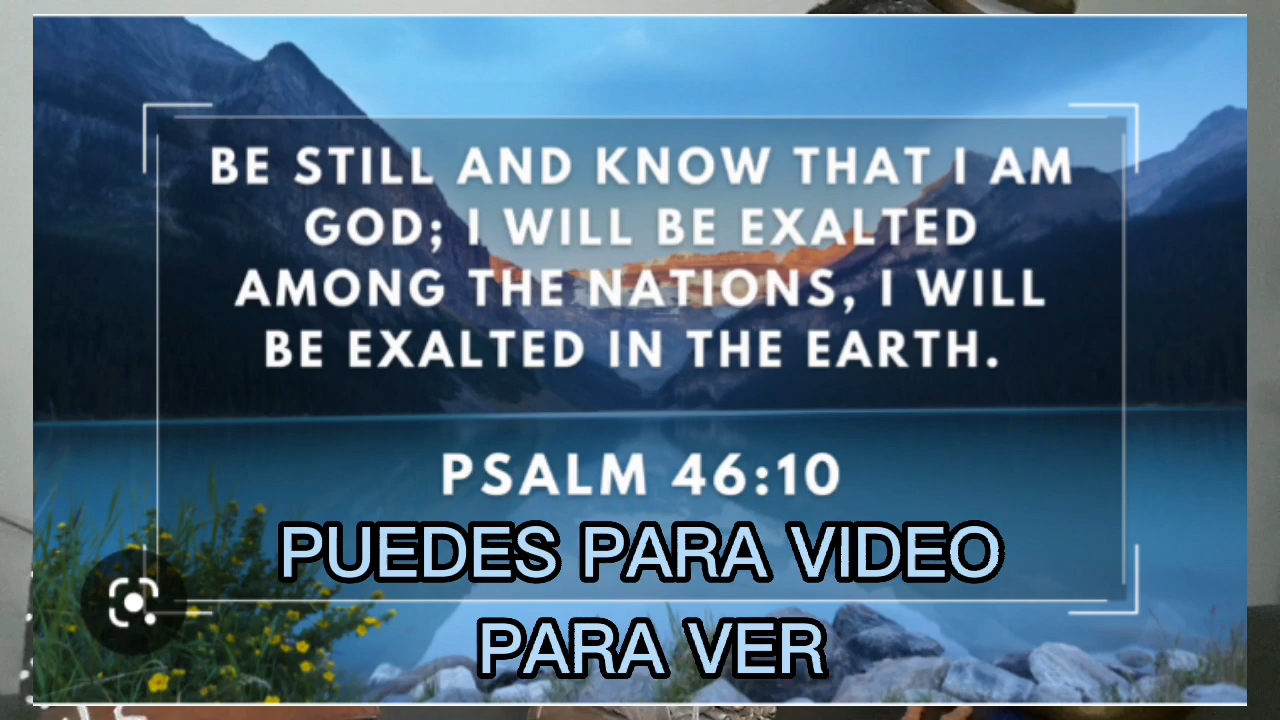 BE STILL AND KNOW THAT I AM
GOD; I WILL BE EXALTED
AMONG THE NATIONS, I WILL
BE EXALTED IN THE EARTH.
PSALM 46:10
PUEDES PARA VIDEO
PARA VER